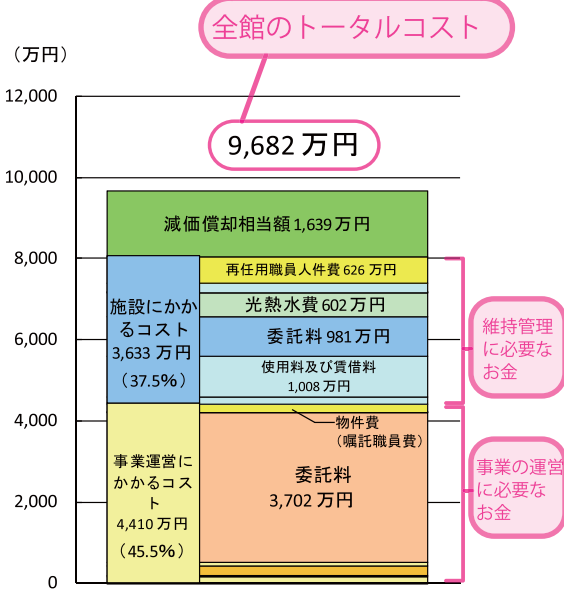 全館のトータルコスト
（万円）
12,000
9,682 万円
10,000
減価償却相当額 1,639 万円
8,000
再任用職員人件費 626 万円
施設にかか
るコスト
3,633 万円
（37.5%）
光熱水費 602 万円
委託料 981 万円
使用料及び賃借料
1,008 万円
維持管理
に必要な
お金
6,000
4,000
物件費
（嘱託職員費）
事業運営に
かかるコス
ト
4,410 万円
（45.5%）
委託料
3,702 万円
事業の運営
に必要な
お金
2,000
0